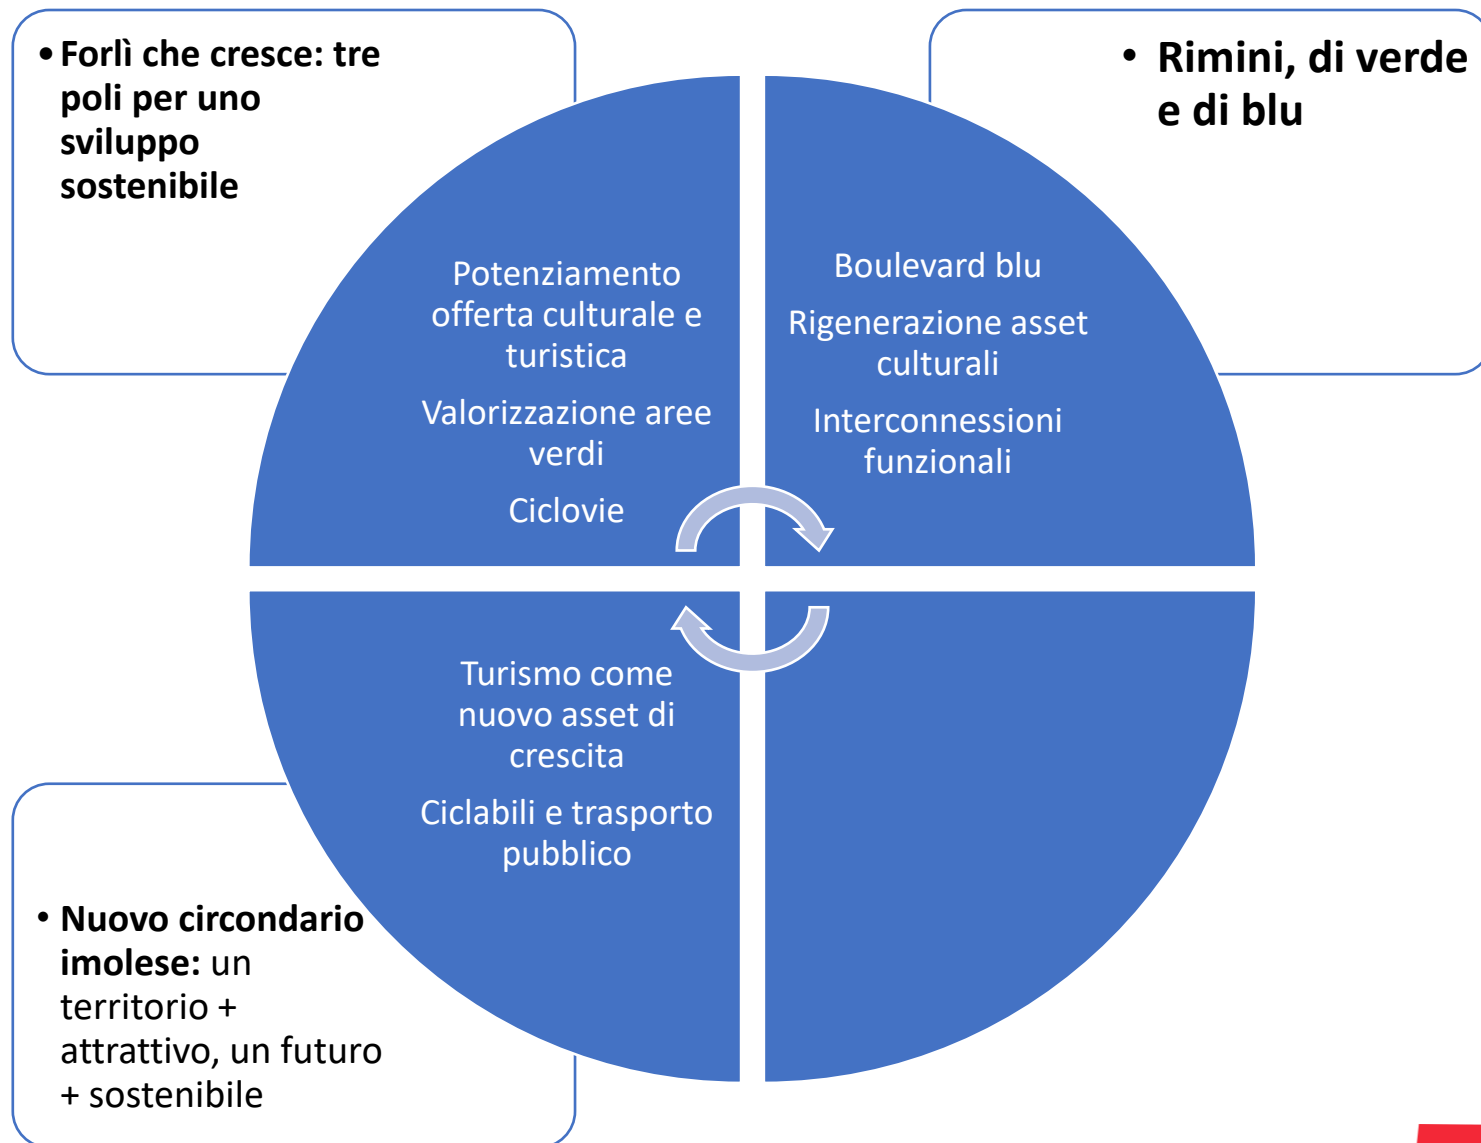 • Forlì che cresce: tre
poli per uno
sviluppo
sostenibile
• Rimini, di verde
e di blu
Potenziamento
offerta culturale e
turistica
Valorizzazione aree
verdi
Ciclovie
Boulevard blu
Rigenerazione asset
culturali
Interconnessioni
funzionali
Turismo come
nuovo asset di
crescita
Ciclabili e trasporto
pubblico
• Nuovo circondario
imolese: un
territorio +
attrattivo, un futuro
+ sostenibile